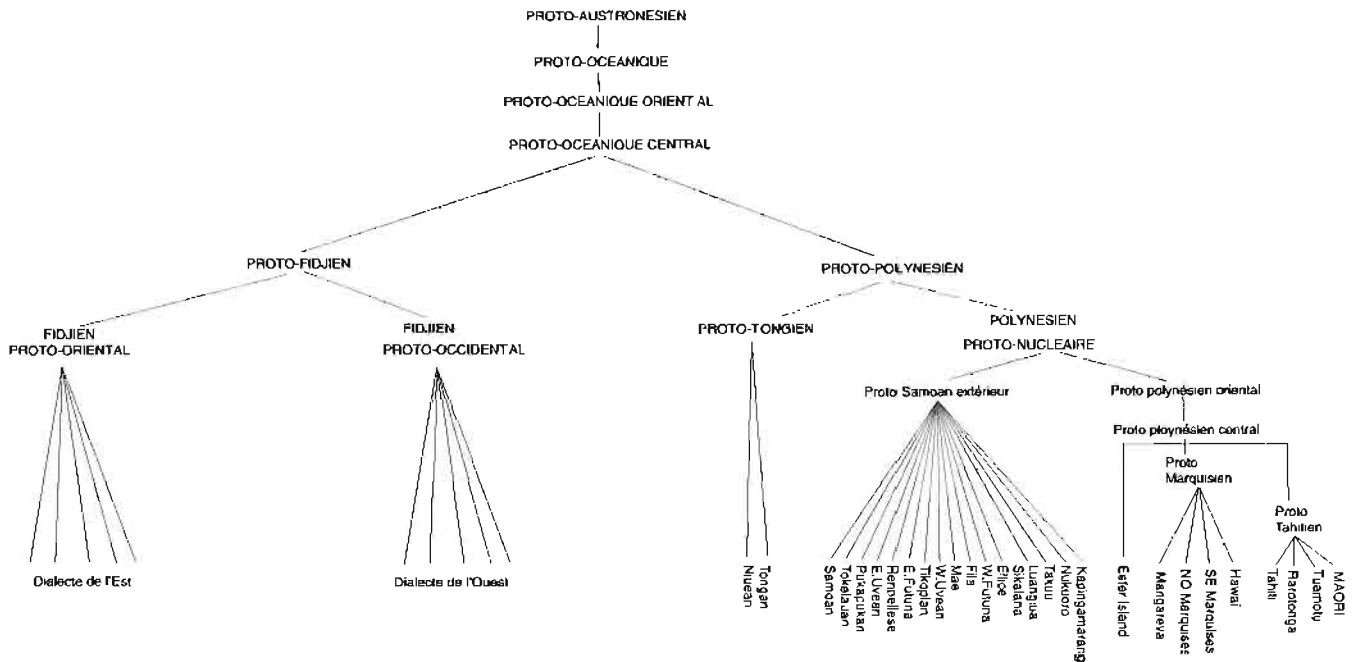 PROTO-AUSTRONESIEN
PROTO-OCEANIQUE
PROTO-OCEANIQUE ORIENTAL
PROTO-OCEANIQUE CENTRAL
PROTO-FIDJIEN
PROTO-POLYNESIEN
FIDJIEN
PROTO-ORIENTAL
FIDJIEN
PROTO-OCCIDENTAL
PROTO-TONGIEN
POLYNESIEN
PROTO-NUCLEAIRE
Proto Samoan extérieur
Proto polynésien oriental
Proto ploynésien central
Proto
Marquisien
Proto
Tahitien
Dialecte de l'Est
Dialecte de l'Ouest
Niuean
Tongan
Samoan
Tokelauan
Pukapukan
E.Uvean
Rennellese
E.Futuna
Tikopian
W.Uvean
Mae
Fila
W.Futuna
Ellice
Sikaiana
Luangiua
Takuu
Nukuoro
Kapingamarangi
Ester Island
Mangareva
NO Marquises
SE Marquises
Hawai
Tahiti
Rarotonga
Tuamotu
MAORI